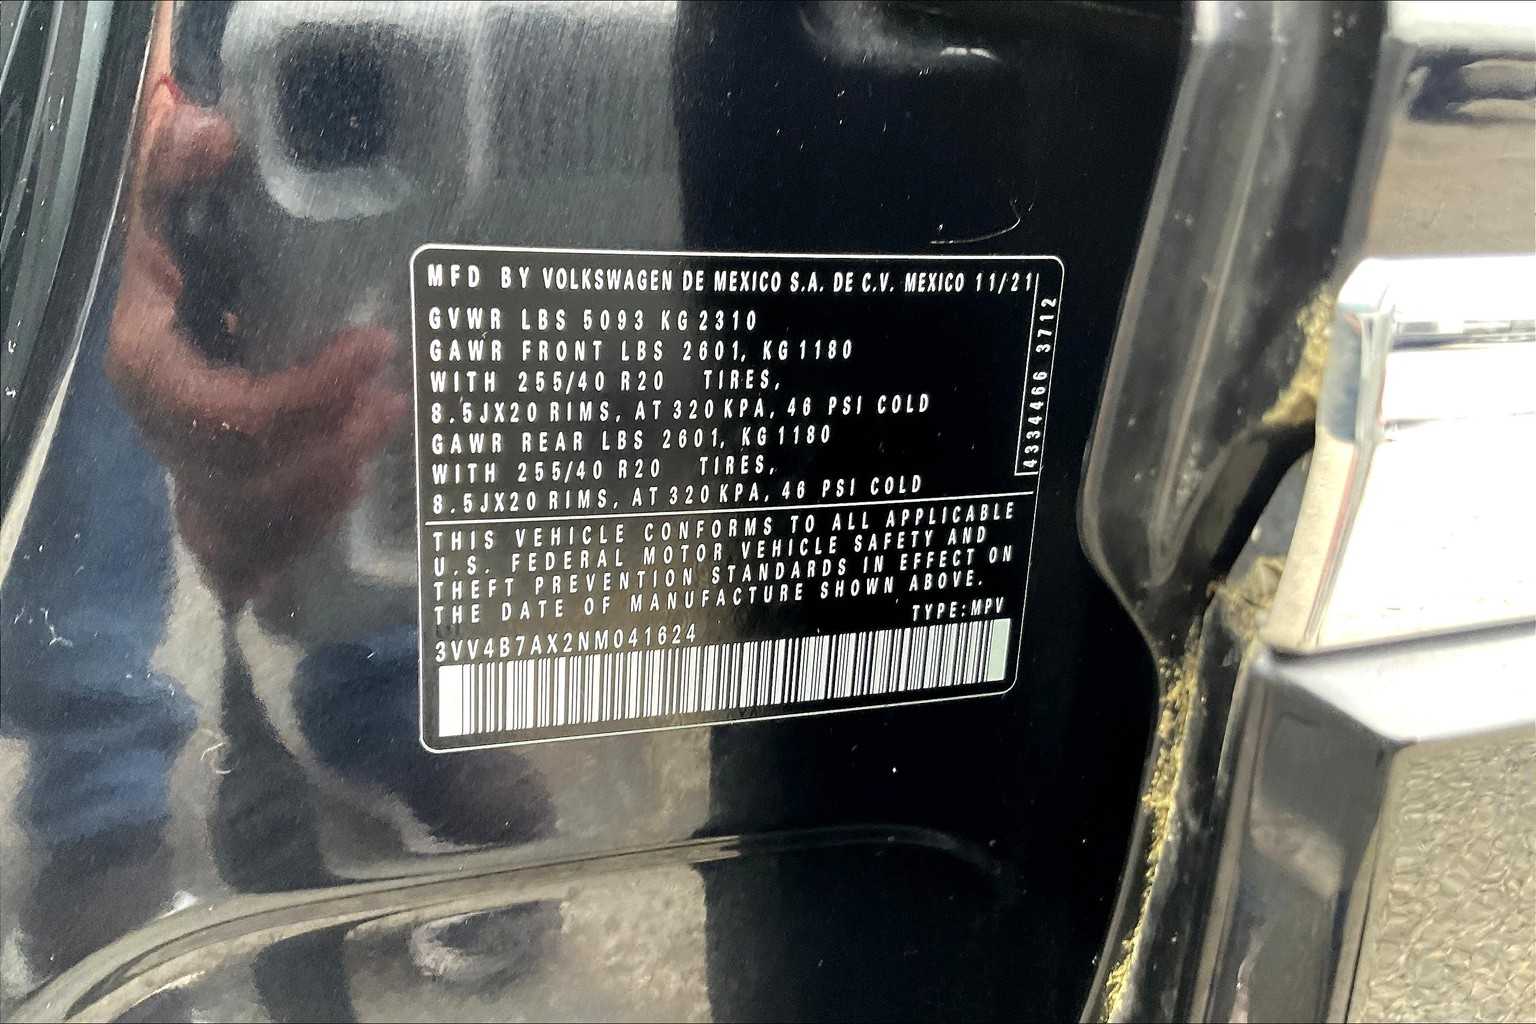 MFD BY VOLKSWAGEN DE MEXICO S.A. DE C.V. MEXICO 11/21
GVWR LBS 5093 KG 2310
GAWR FRONT LBS 2601, KG 1180
WITH 255/40 R20 TIRES,
8.5JX20 RIMS, AT 320 KPA, 46 PSI COLD
GAWR REAR LBS 2601, KG 1180
WITH 255/40 R20 TIRES,
8.5JX20 RIMS, AT 320 KPA, 46 PSI COLD
4334466 3712
THIS VEHICLE CONFORMS TO ALL APPLICABLE
U.S. FEDERAL MOTOR VEHICLE SAFETY AND
THEFT PREVENTION STANDARDS IN EFFECT ON
THE DATE OF MANUFACTURE SHOWN ABOVE.
TYPE: MPV
3VV4B7AX2NM041624